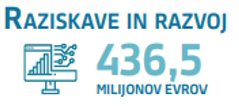 RAZISKAVE IN RAZVOJ
436,5
MILIJONOV EVROV